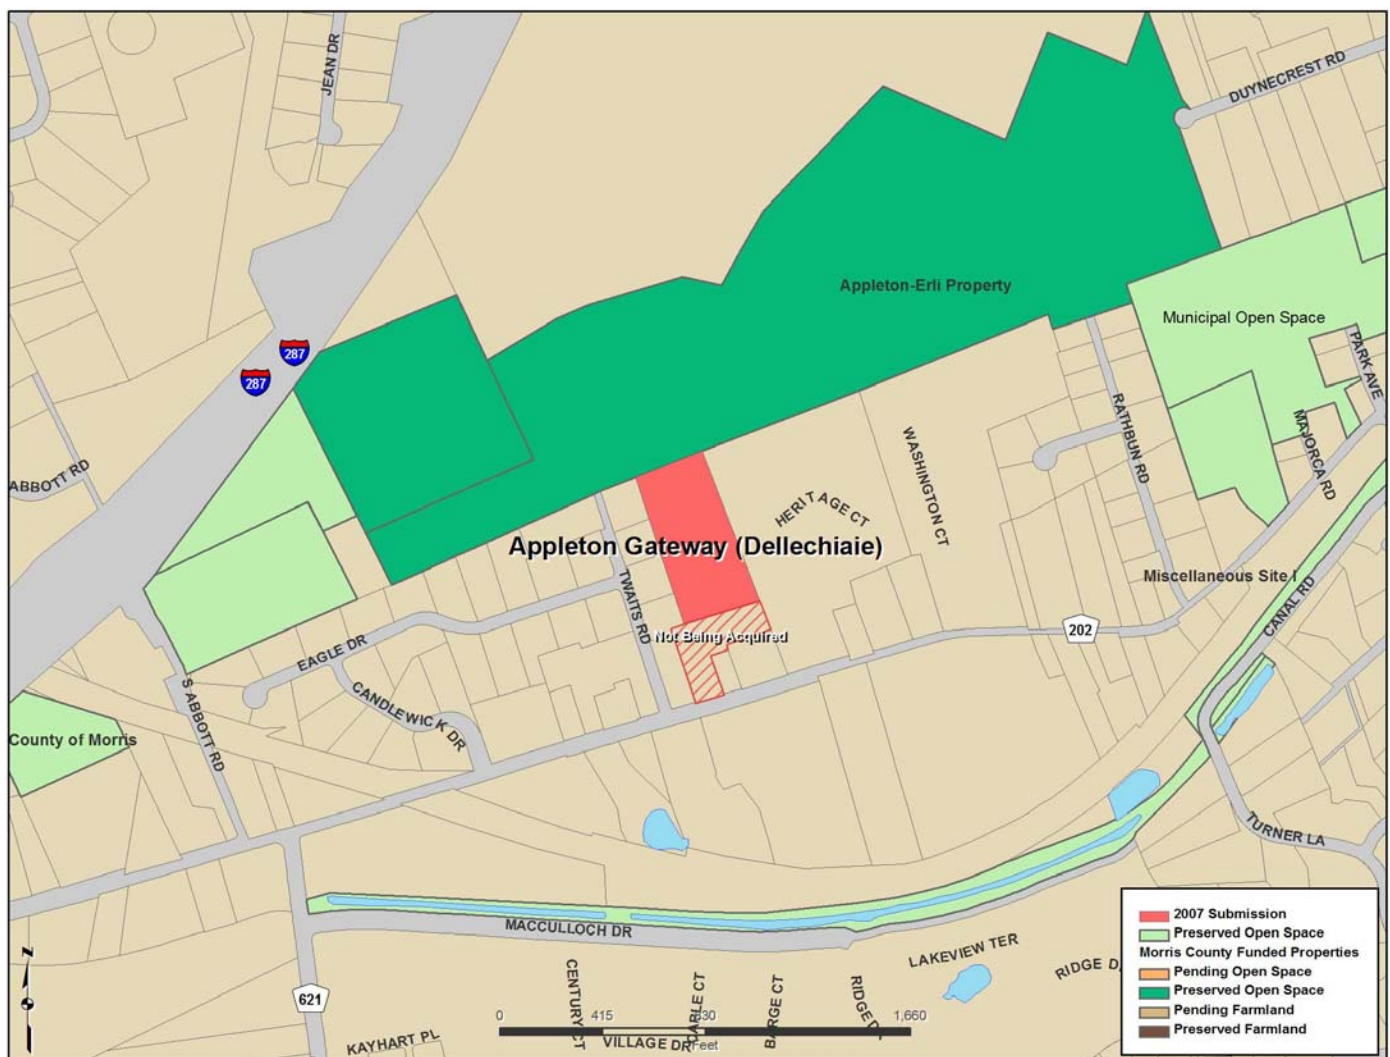 JEAN DR
DUYNECREST RD
Appleton-Erli Property
Municipal Open Space
287
287
PARK AVE
RATHBUN RD
MAJORCA RD
WASHINGTON CT
HERITAGE CT
ABBOTT RD
Appleton Gateway (Dellechiaie)
Miscellaneous Site I
CANAL RD
TWAITS RD
Not Being Acquired
202
EAGLE DR
S ABBOTT RD
CANDLEWICK DR
County of Morris
TURNER LA
MACCULLOCH DR
LAKEVIEW TER
RIDGE
CENTURY CT
CABLE CT
BARGE CT
621
KAYHART PL
VILLAGE DR
0 415 1,660
Feet
N
2007 Submission
Preserved Open Space
Morris County Funded Properties
Pending Open Space
Preserved Open Space
Pending Farmland
Preserved Farmland